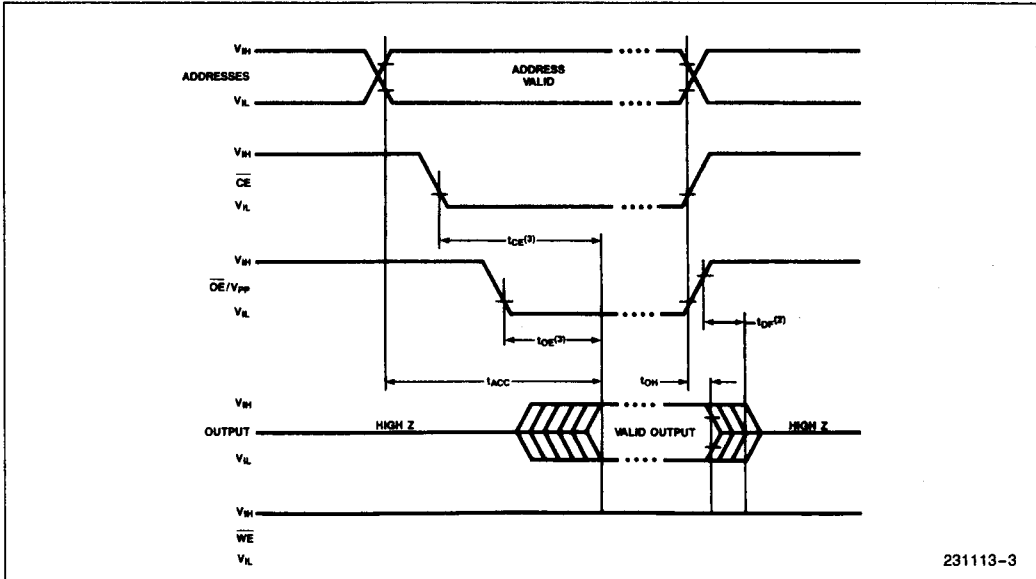 VIH
ADDRESSES
VIL
ADDRESS
VALID
VIH
CE
VIL
tCE(3)
VIH
OE/VPP
VIL
tOE(3)
tDF(2)
tACC
tOH
VIH
OUTPUT
VIL
HIGH Z
VALID OUTPUT
HIGH Z
VIH
WE
VIL
231113-3